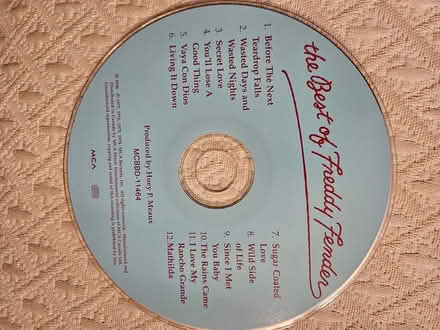 the Best of Freddy Fender
1. Before The Next
Teardrop Falls
2. Wasted Days and
Wasted Nights
3. Secret Love
4. You'll Lose A
Good Thing
5. Vaya Con Dios
6. Living It Down
7. Sugar Coated
Love
8. Wild Side
of Life
9. Since I Met
You Baby
10. The Rains Came
11. I Love My
Rancho Grande
12. Mathilda
Produced by Huey P. Meaux
MCBBD-11464
MCA